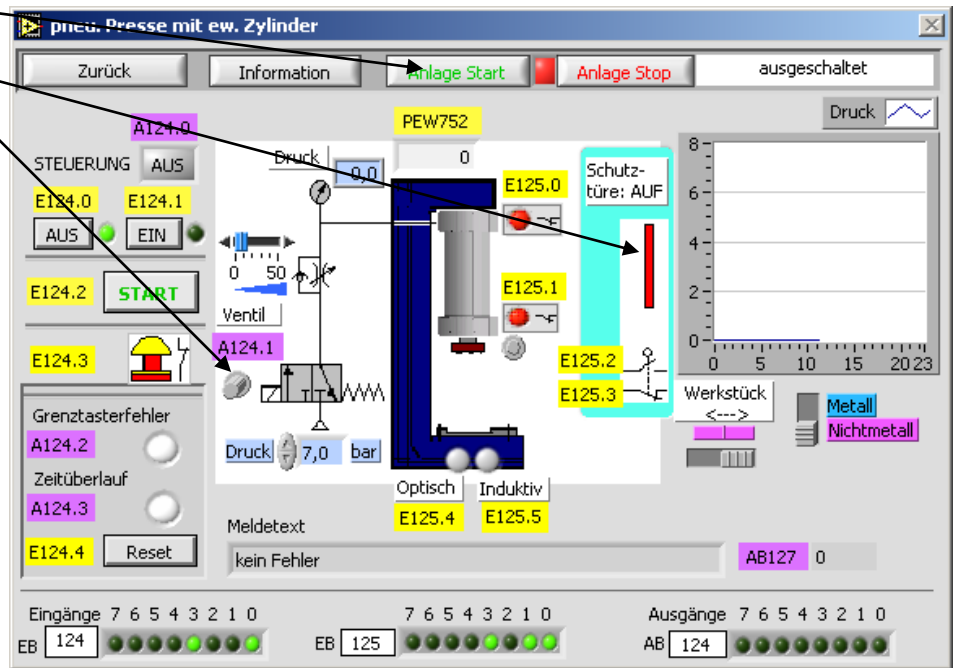 pneu. Presse mit ew. Zylinder
Zurück Information Anlage Start Anlage Stop ausgeschaltet
A124.0
STEUERUNG AUS
E124.0 E124.1
AUS EIN
E124.2 START
E124.3
Grenztasterfehler
A124.2
Zeitüberlauf
A124.3
E124.4 Reset
PEW752
0
Druck 0,0
0 50
Ventil
A124.1
Druck 7,0 bar
E125.0
E125.1
Schutz-
türe: AUF
E125.2
E125.3
Optisch Induktiv
E125.4 E125.5
Druck
8
6
4
2
0
0 5 10 15 20 23
Werkstück
<--->
Metall
Nichtmetall
Meldetext
kein Fehler
AB127 0
Eingänge 7 6 5 4 3 2 1 0 7 6 5 4 3 2 1 0 Ausgänge 7 6 5 4 3 2 1 0
EB 124 EB 125 AB 124